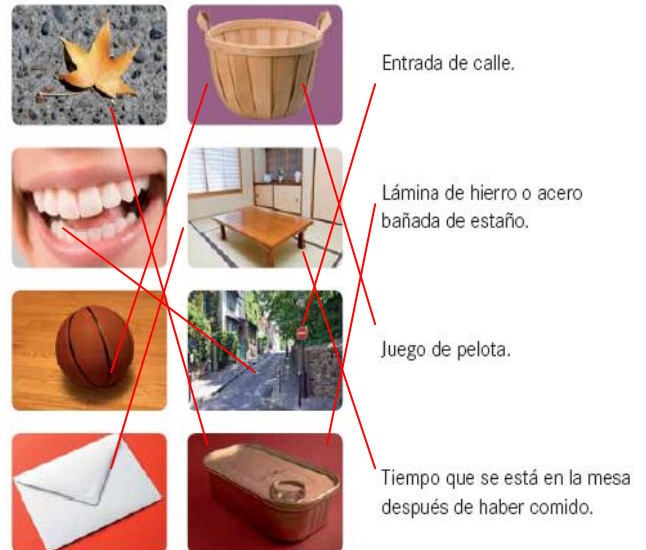 Entrada de calle.
Lámina de hierro o acero
bañada de estaño.
Juego de pelota.
Tiempo que se está en la mesa
después de haber comido.